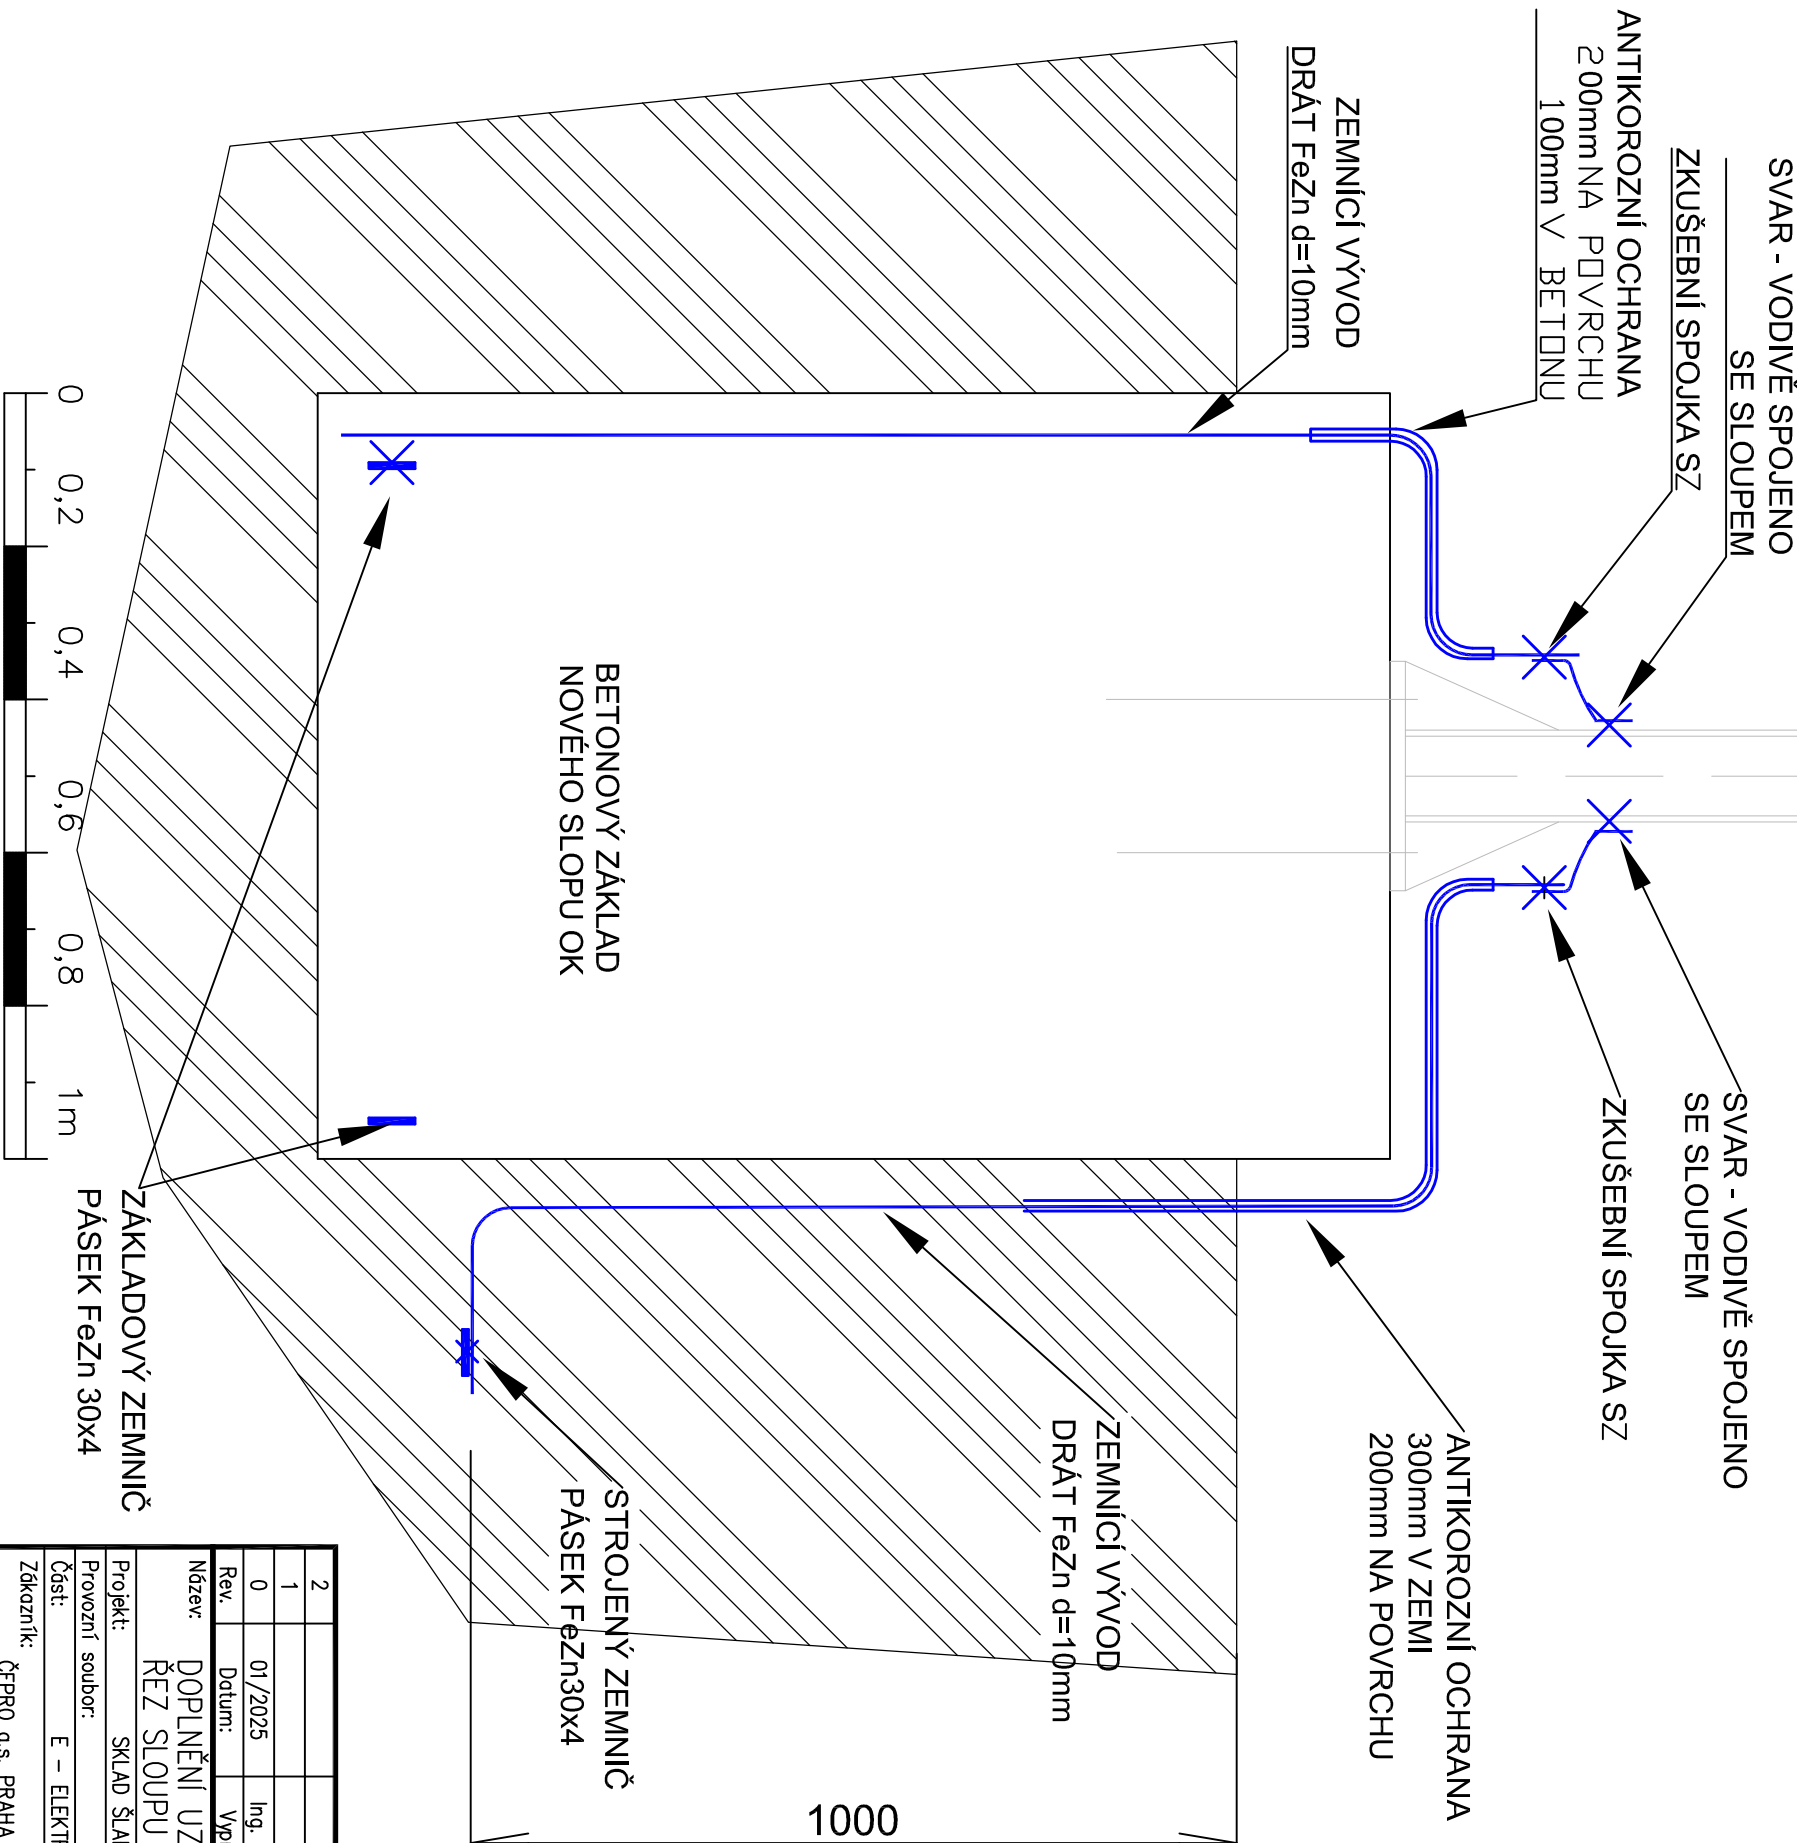 SVAR - VODIVĚ SPOJENO
SE SLOUPEM
ZKUŠEBNÍ SPOJKA SZ
ANTIKOROZNÍ OCHRANA
200mm NA POVRCHU
100mm V BETONU
ZEMNÍCÍ VÝVOD
DRÁT FeZn d=10mm
SVAR - VODIVĚ SPOJENO
SE SLOUPEM
ZKUŠEBNÍ SPOJKA SZ
ANTIKOROZNÍ OCHRANA
300mm V ZEMI
200mm NA POVRCHU
ZEMNÍCÍ VÝVOD
DRÁT FeZn d=10mm
BETONOVÝ ZÁKLAD
NOVÉHO SLOPU OK
STROJENÝ ZEMNIČ
PÁSEK FeZn30x4
ZÁKLADOVÝ ZEMNIČ
PÁSEK FeZn 30x4
1000
0 0,2 0,4 0,6 0,8 1m
2
1
0 01/2025 Ing.
Rev. Datum:
Název: DOPLNĚNÍ
ŘEZ SLOUPU
Projekt: SKLAD
Provozní soubor:
Část: E –
Zákazník: ČEPRO a.s. PRAHA